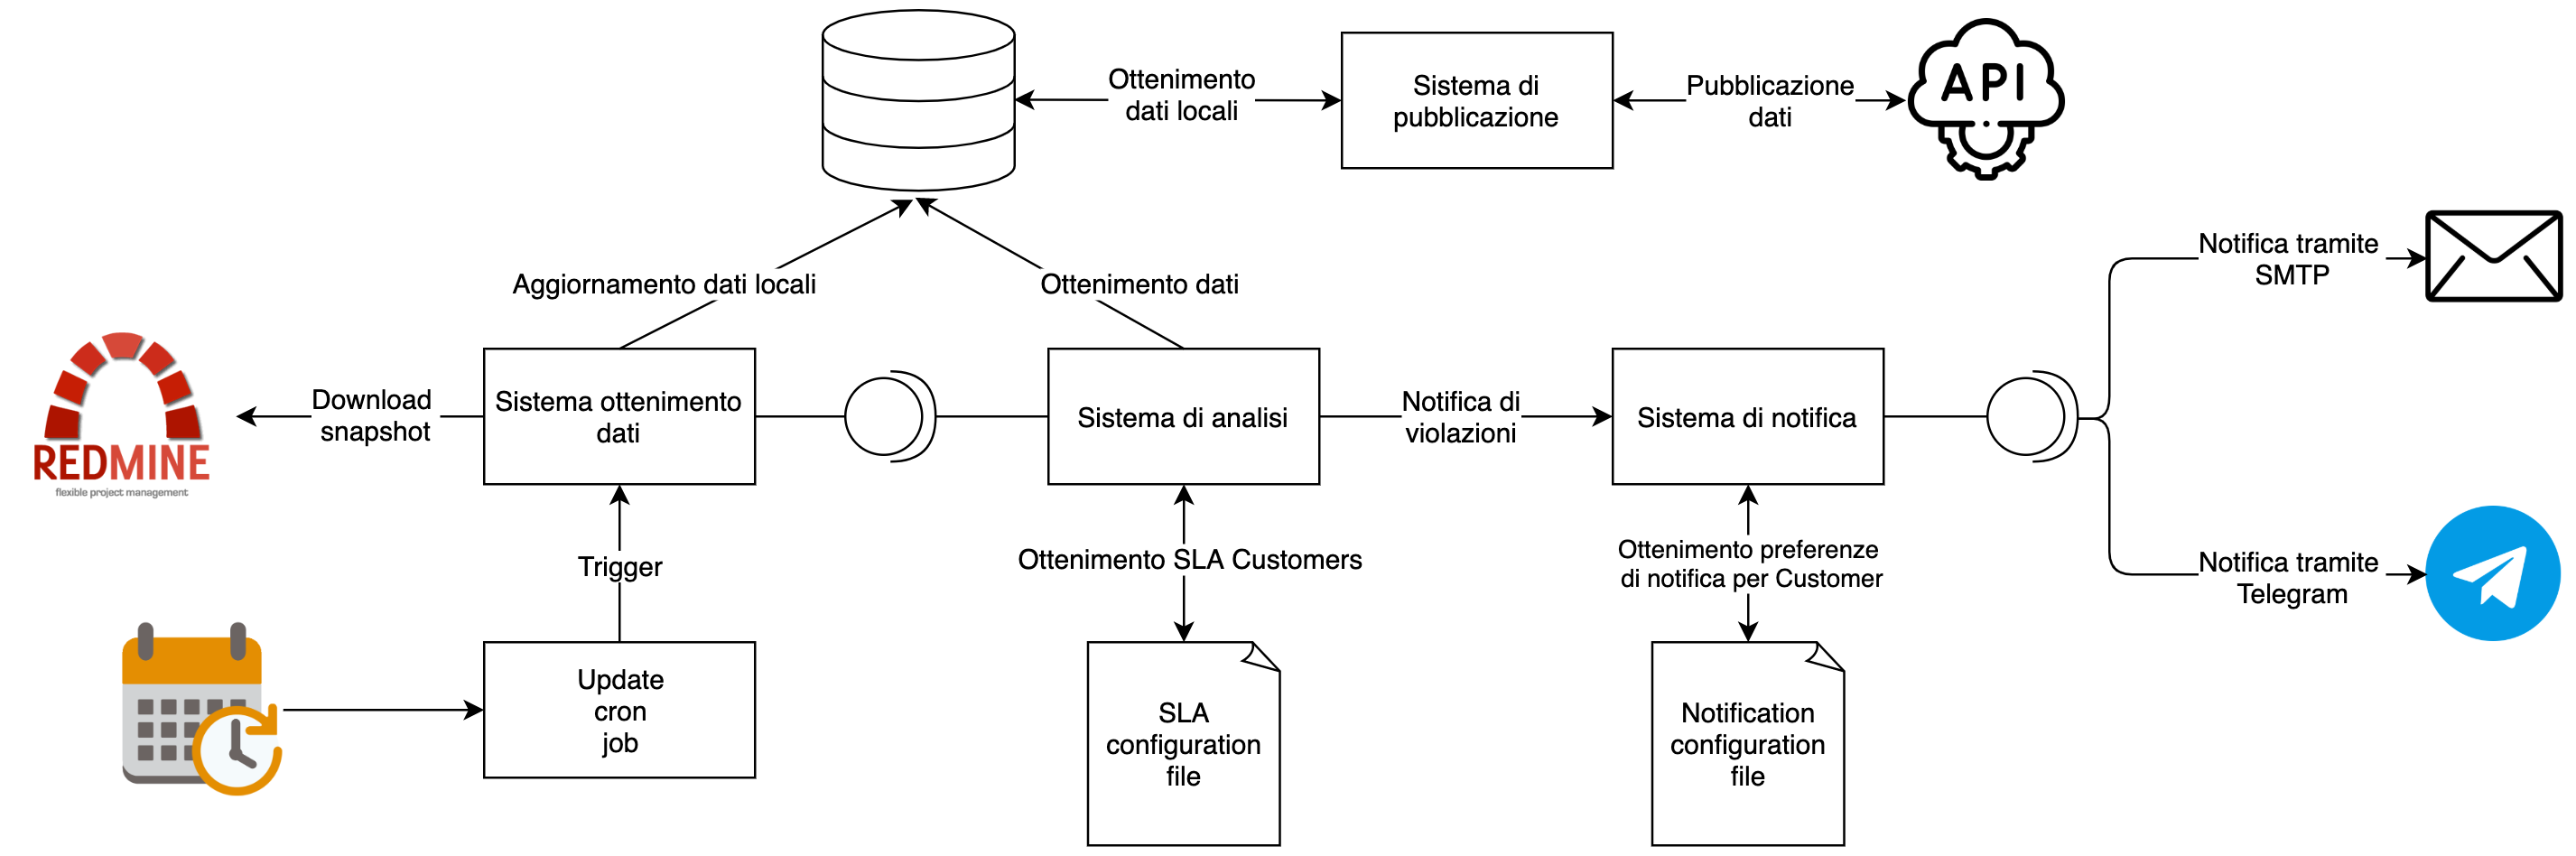 Ottenimento
dati locali
Sistema di
pubblicazione
Pubblicazione
dati
API
Aggiornamento dati locali
Ottenimento dati
Notifica tramite
SMTP
REDMINE
flexible project management
Download
snapshot
Sistema ottenimento
dati
Sistema di analisi
Notifica di
violazioni
Sistema di notifica
Trigger
Ottenimento SLA Customers
Ottenimento preferenze
di notifica per Customer
Notifica tramite
Telegram
Update
cron
job
SLA
configuration
file
Notification
configuration
file